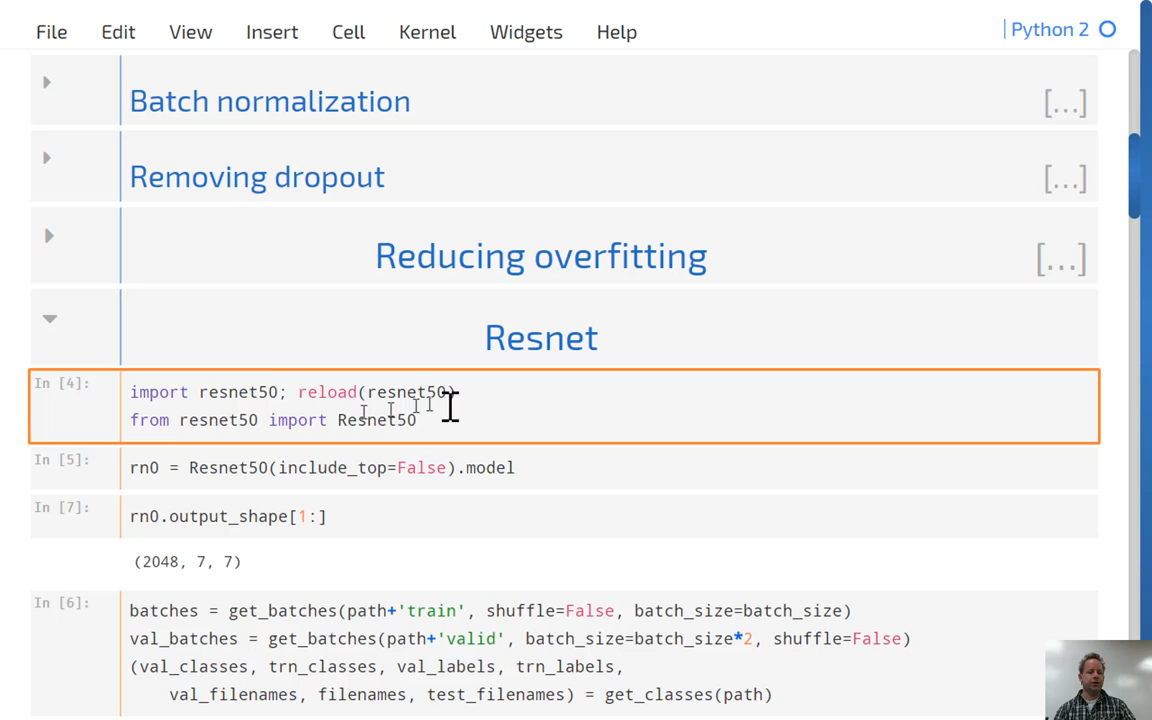 File Edit View Insert Cell Kernel Widgets Help Python 2
Batch normalization [...]
Removing dropout [...]
Reducing overfitting [...]
Resnet
In [4]: import resnet50; reload(resnet50)
from resnet50 import Resnet50
In [5]: rn0 = Resnet50(include_top=False).model
In [7]: rn0.output_shape[1:]
(2048, 7, 7)
In [6]: batches = get_batches(path+'train', shuffle=False, batch_size=batch_size)
val_batches = get_batches(path+'valid', batch_size=batch_size*2, shuffle=False)
(val_classes, trn_classes, val_labels, trn_labels,
val_filenames, filenames, test_filenames) = get_classes(path)